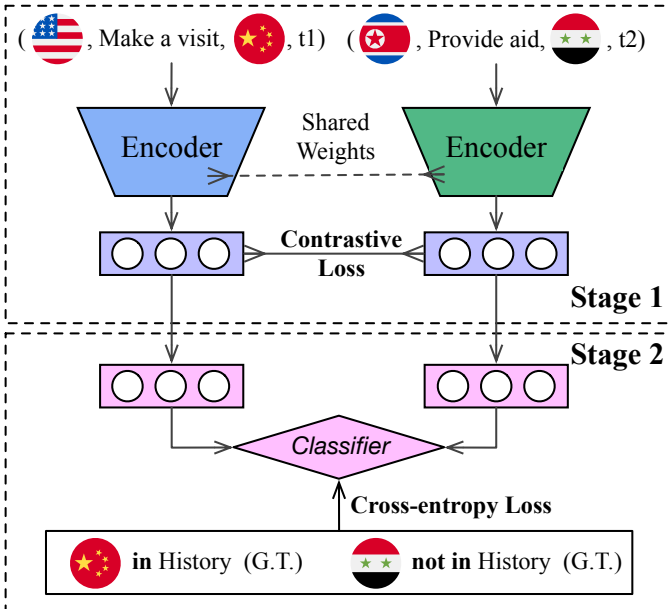 ( , Make a visit, , t1) ( , Provide aid, , t2)
Encoder
Shared
Weights
Encoder
Contrastive
Loss
Stage 1
Stage 2
Classifier
Cross-entropy Loss
in History (G.T.) not in History (G.T.)